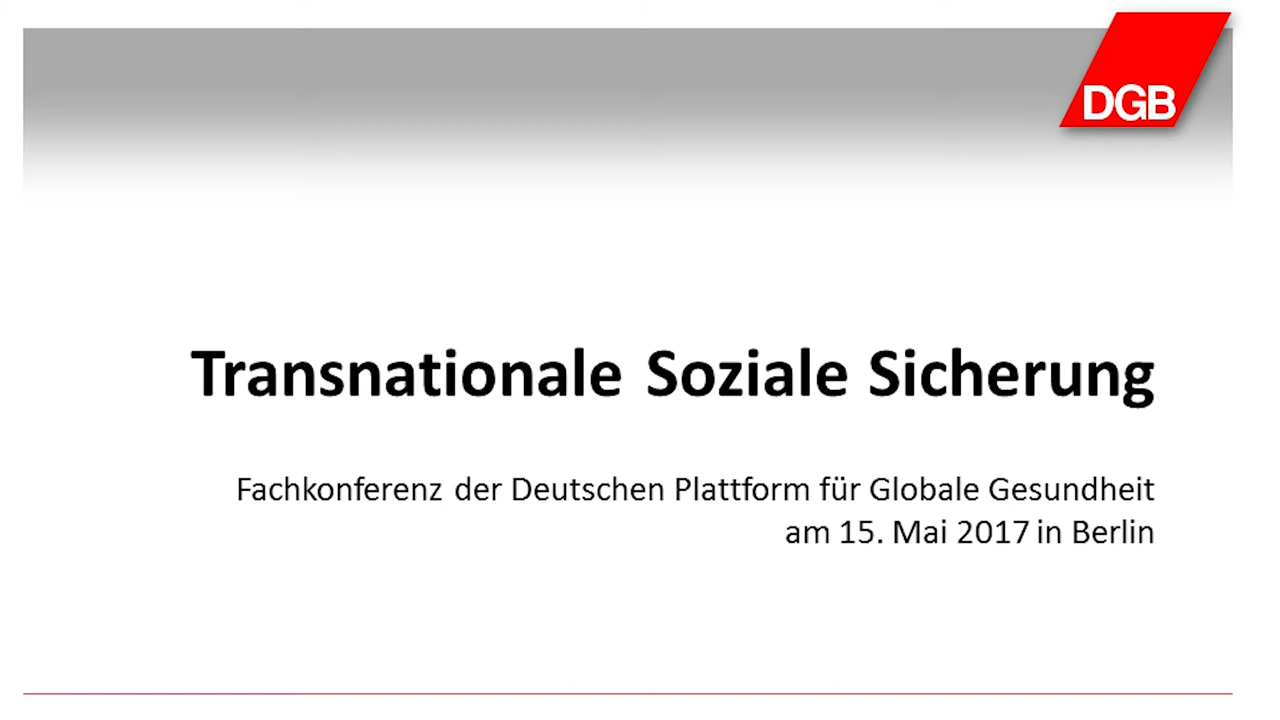 DGB
Transnationale Soziale Sicherung
Fachkonferenz der Deutschen Plattform für Globale Gesundheit
am 15. Mai 2017 in Berlin